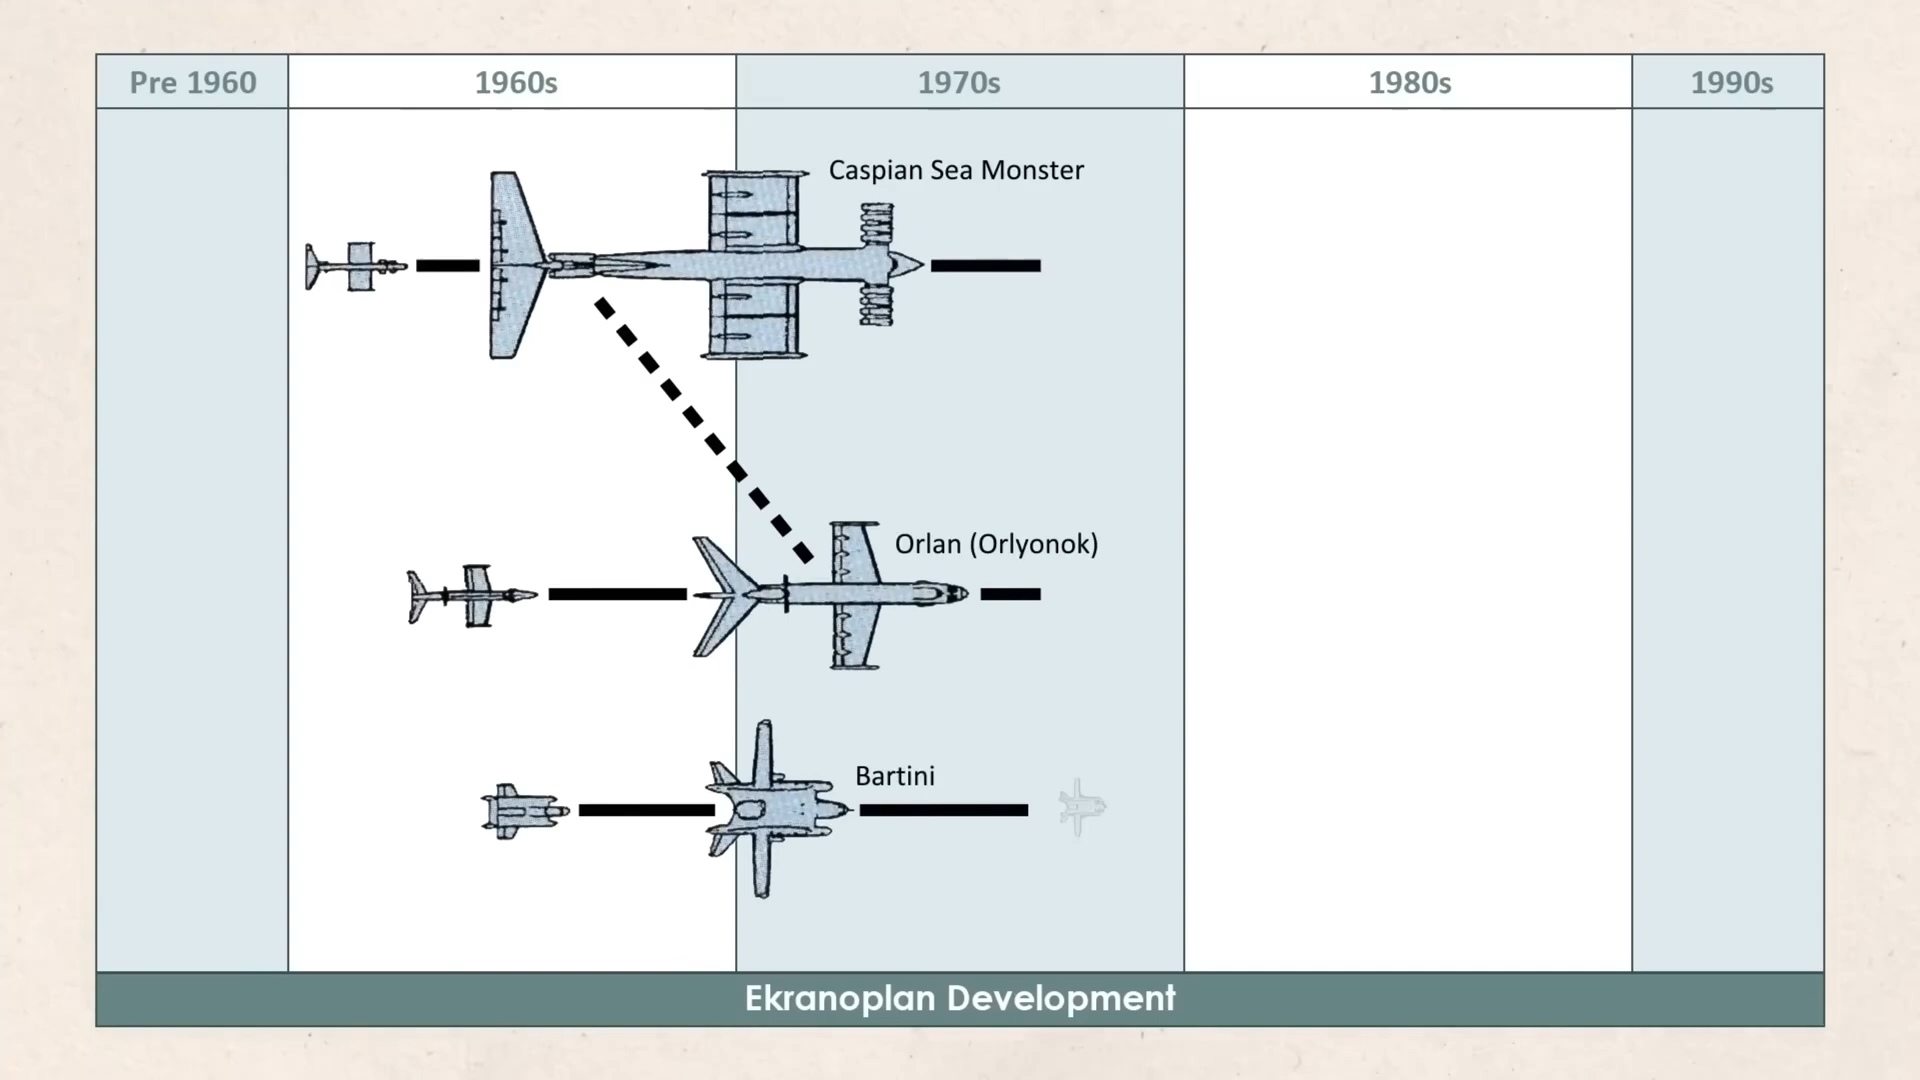 Pre 1960
1960s
1970s
1980s
1990s
Caspian Sea Monster
Orlan (Orlyonok)
Bartini
Ekranoplan Development